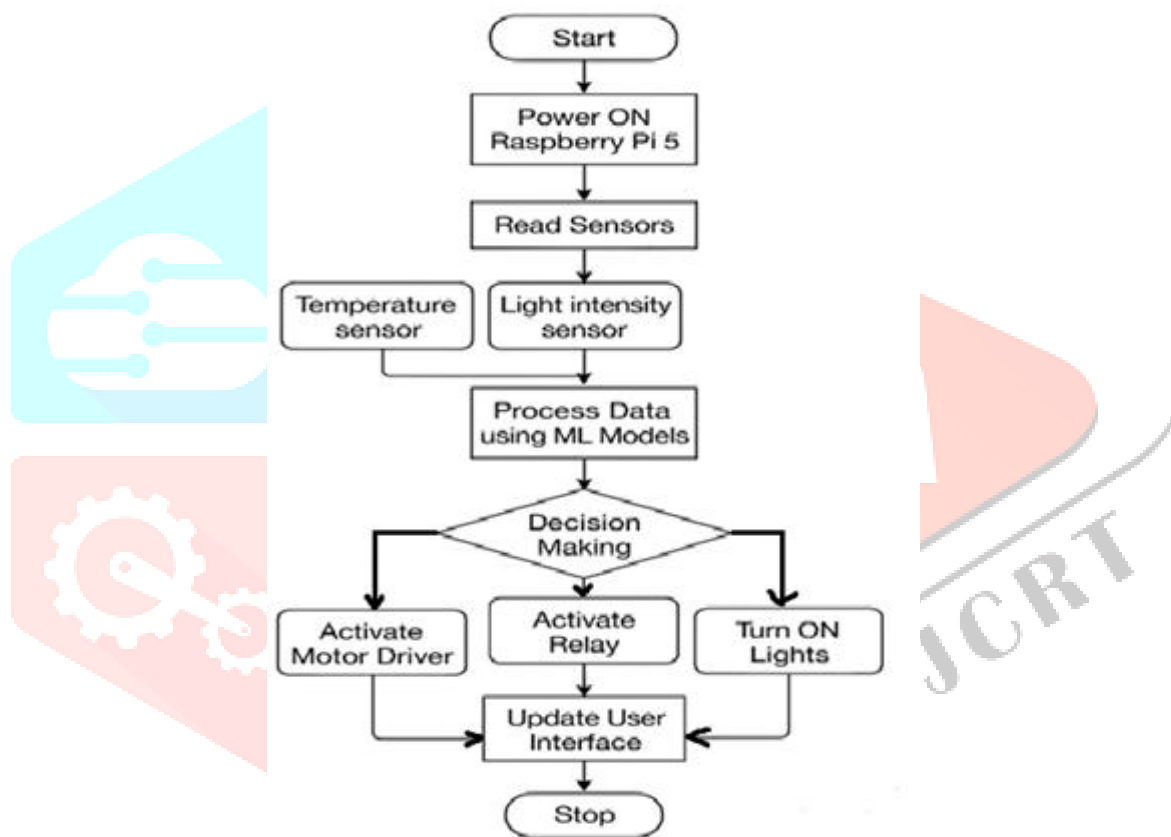 Start
Power ON
Raspberry Pi 5
Read Sensors
Temperature
sensor
Light intensity
sensor
Process Data
using ML Models
Decision
Making
Activate
Motor Driver
Activate
Relay
Turn ON
Lights
Update User
Interface
Stop
JCRT